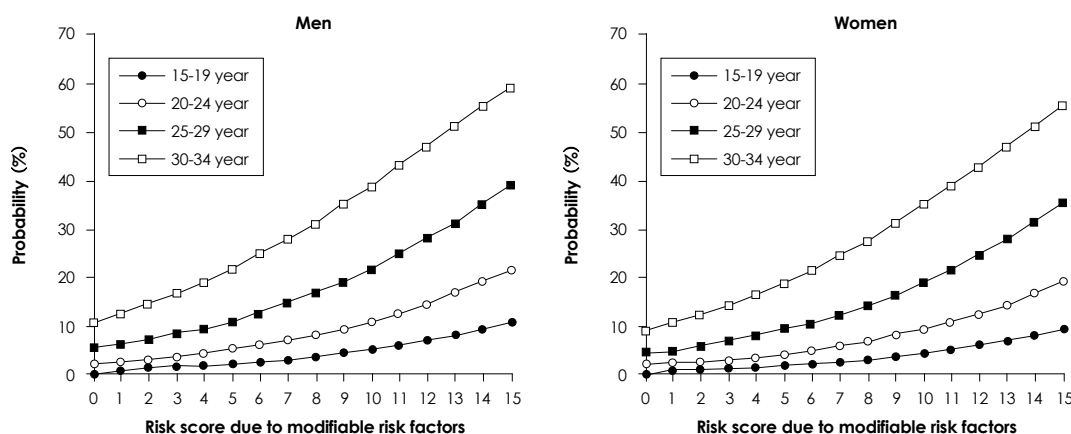 Men
70
60
50
40
30
20
10
0
Probability (%)
15-19 year
20-24 year
25-29 year
30-34 year
0 1 2 3 4 5 6 7 8 9 10 11 12 13 14 15
Risk score due to modifiable risk factors
Women
70
60
50
40
30
20
10
0
Probability (%)
15-19 year
20-24 year
25-29 year
30-34 year
0 1 2 3 4 5 6 7 8 9 10 11 12 13 14 15
Risk score due to modifiable risk factors